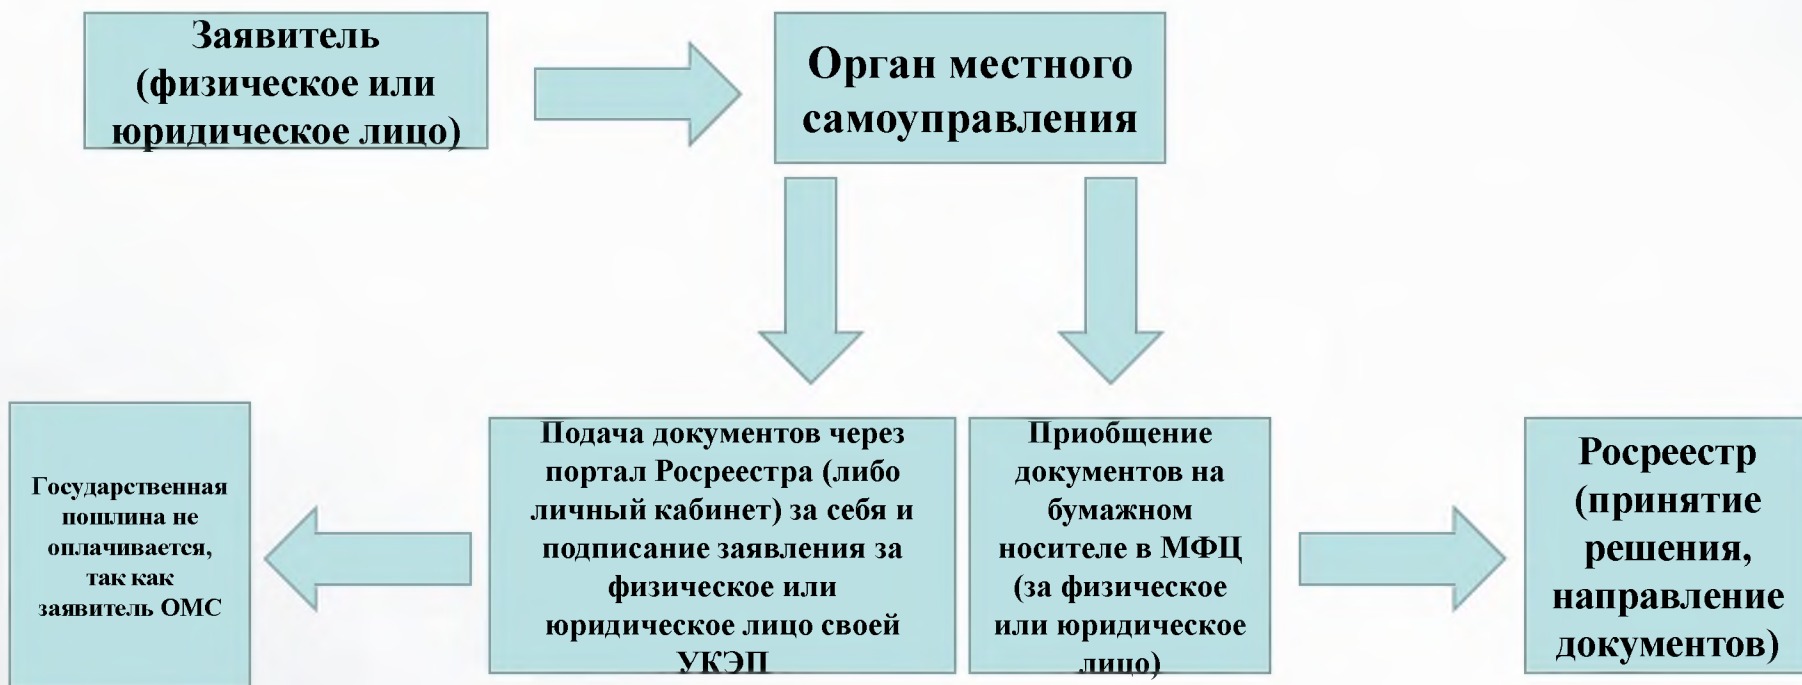 Заявитель
(физическое или
юридическое лицо)
Орган местного
самоуправления
Государственная
пошлина не
оплачивается,
так как
заявитель ОМС
Подача документов через
портал Росреестра (либо
личный кабинет) за себя и
подписание заявления за
физическое или
юридическое лицо своей
УКЭП
Приобщение
документов на
бумажном
носителе в МФЦ
(за физическое
или юридическое
лицо)
Росреестр
(принятие
решения,
направление
документов)